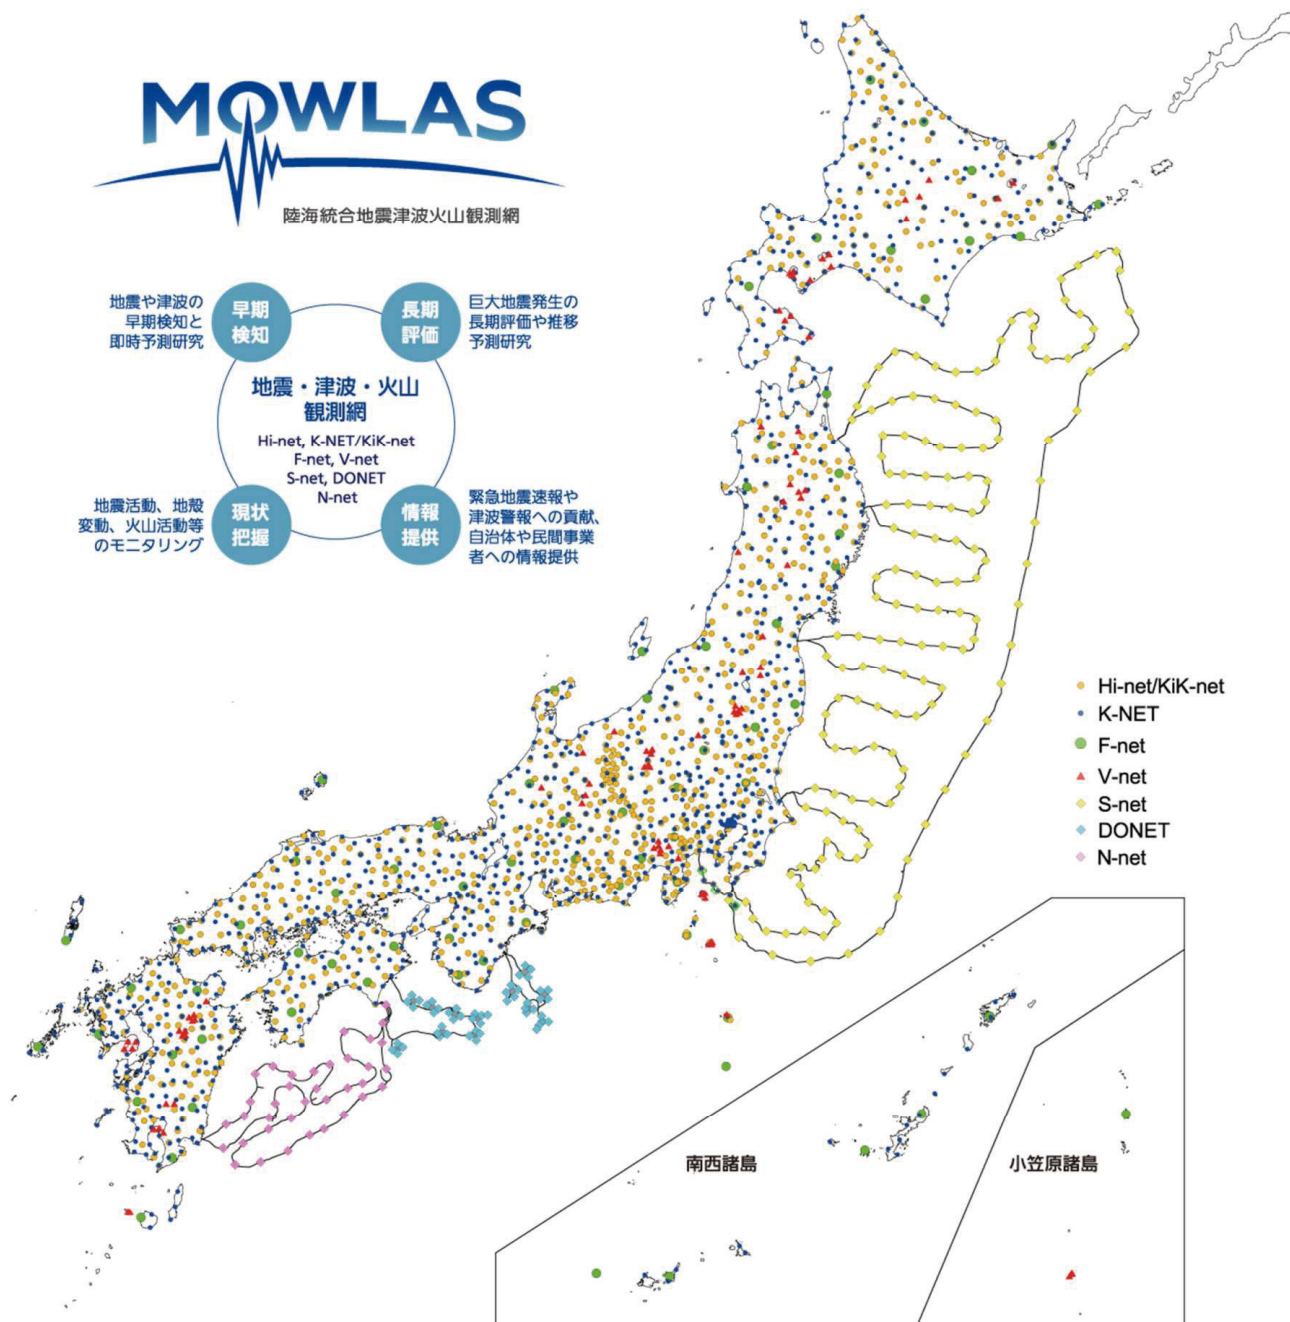 MOWLAS
陸海統合地震津波火山観測網
地震や津波の
早期検知と
即時予測研究
早期
検知
長期
評価
巨大地震発生の
長期評価や推移
予測研究
地震・津波・火山
観測網
Hi-net, K-NET/KiK-net
F-net, V-net
S-net, DONET
N-net
地震活動、地殻
変動、火山活動等
のモニタリング
現状
把握
情報
提供
緊急地震速報や
津波警報への貢献、
自治体や民間事業
者への情報提供
Hi-net/KiK-net
K-NET
F-net
V-net
S-net
DONET
N-net
南西諸島
小笠原諸島